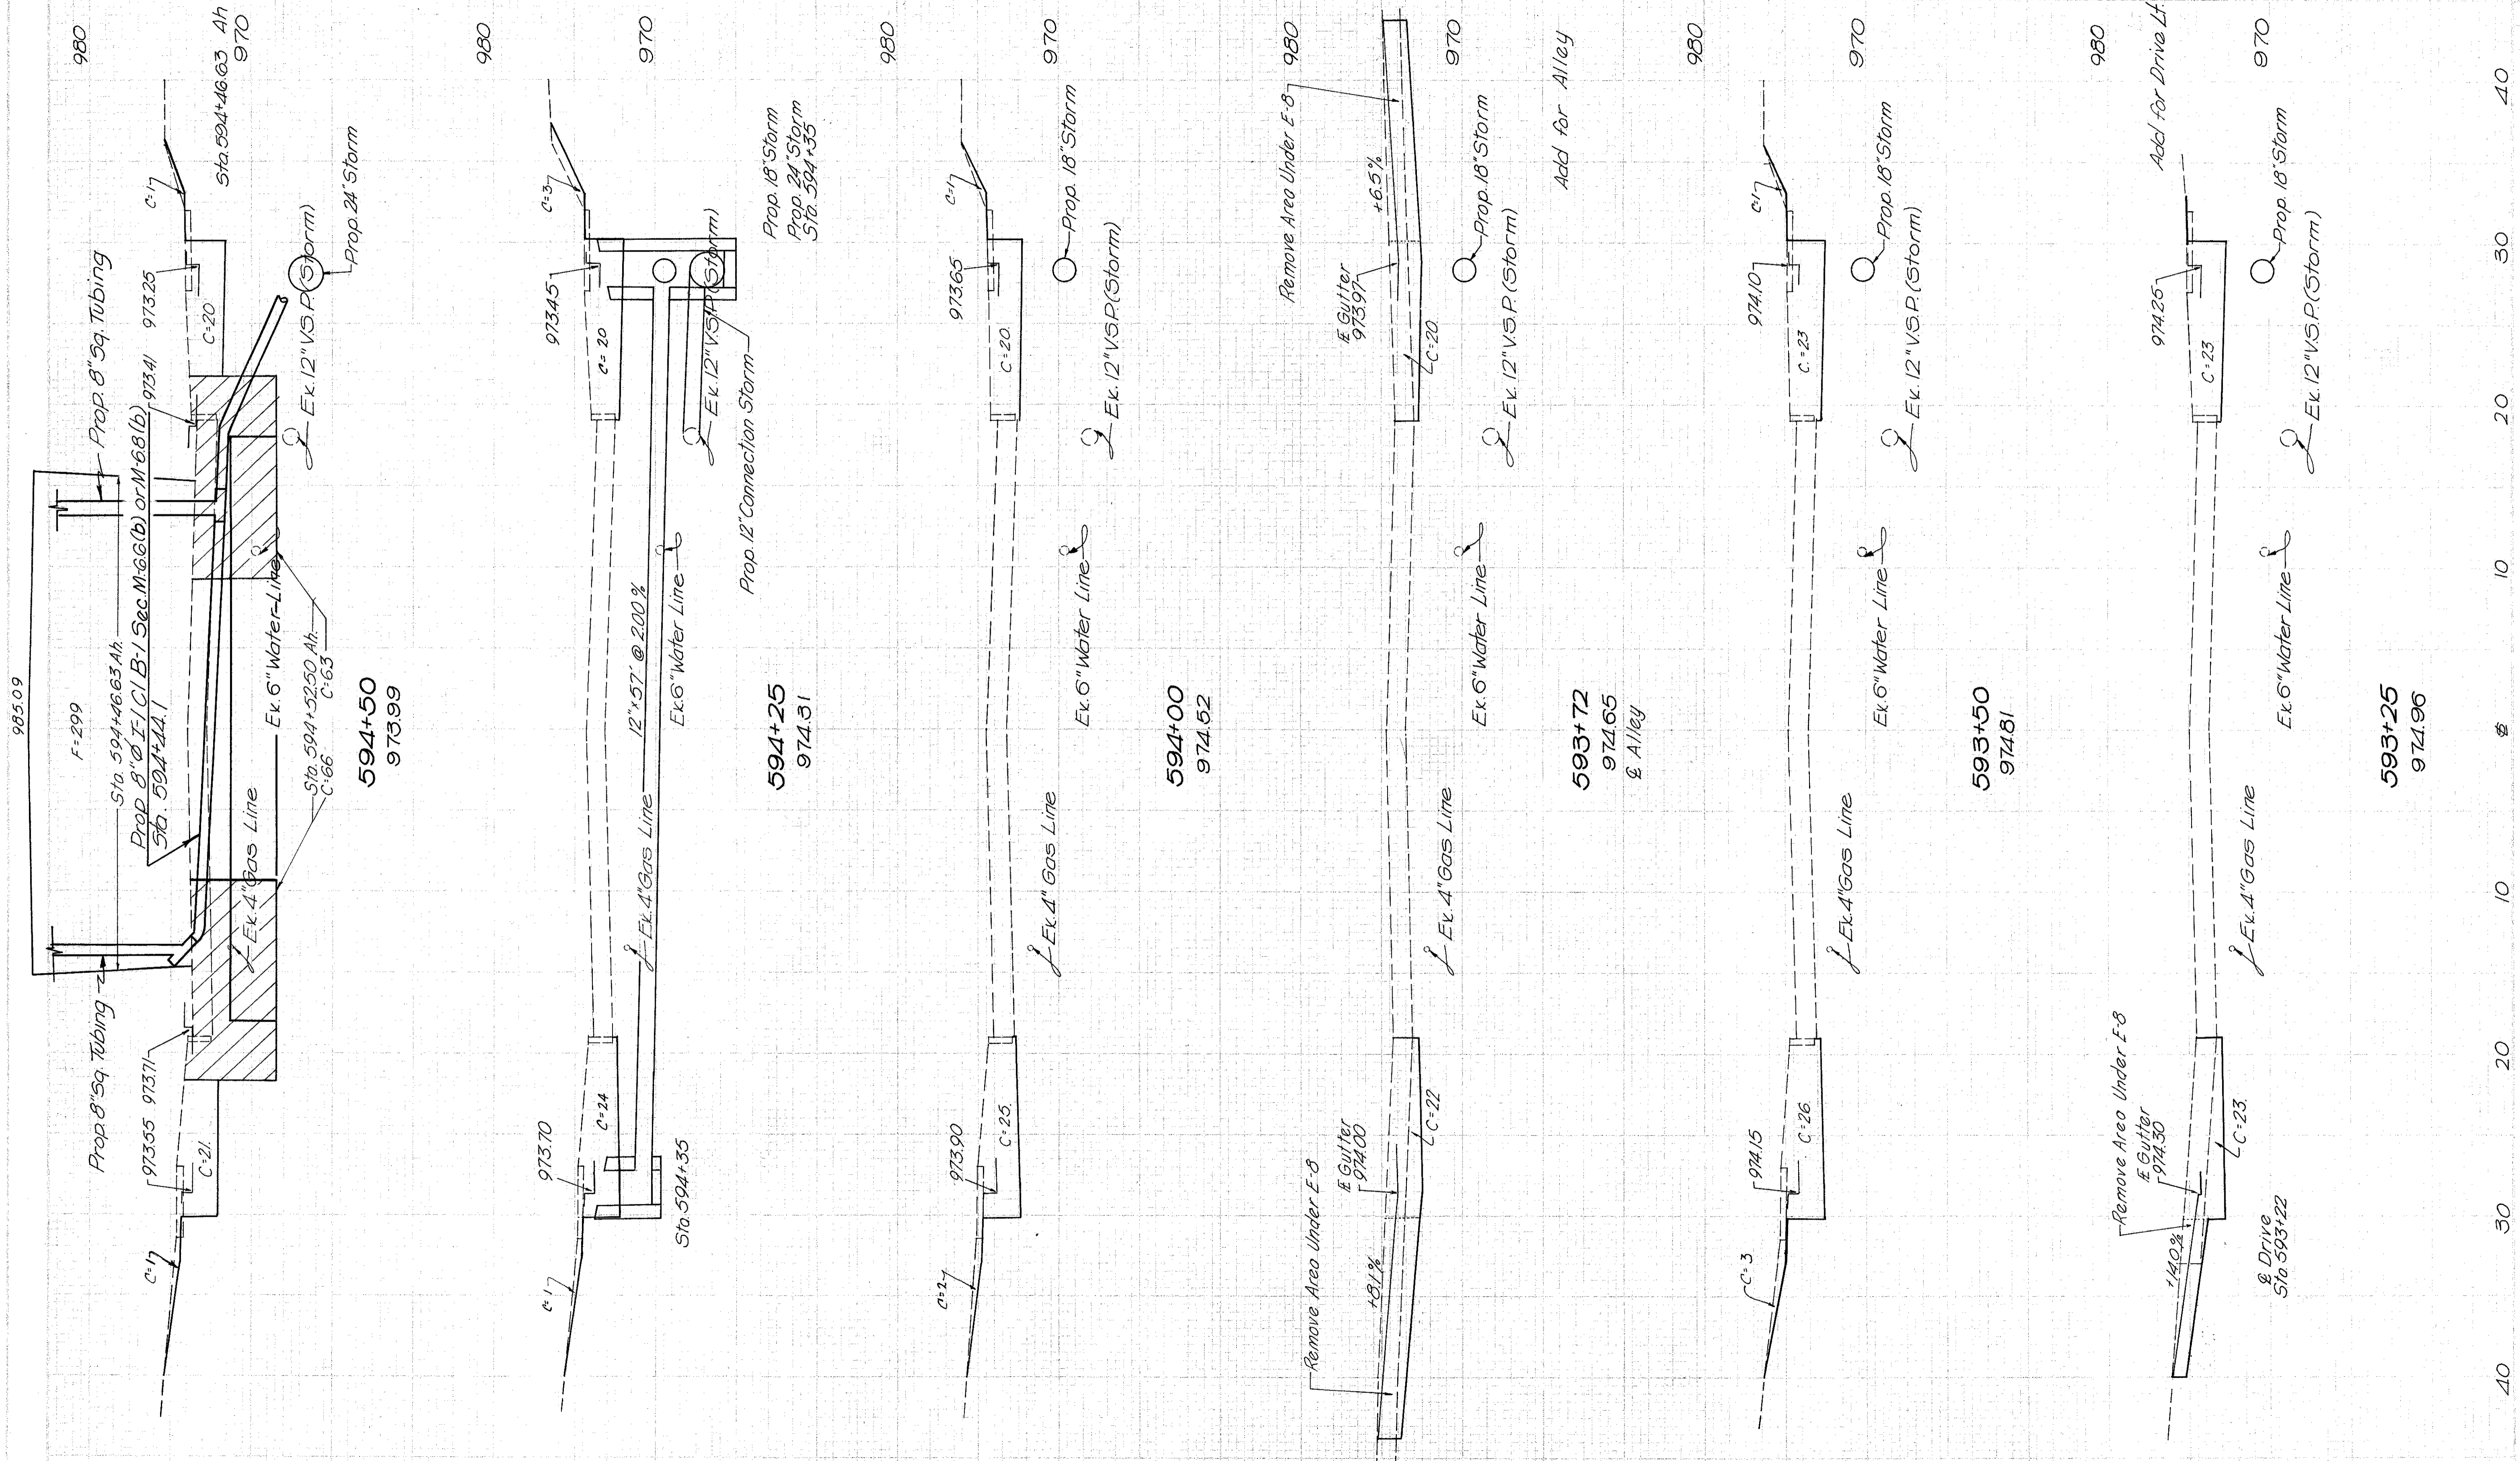 985.09
F=299
Sta. 594+46.63 Ah.
Prop. 8"Ø I-1 Cl B-1 Sec. M-6.6(b) or M-6.8(b)
Sta. 594+44.1
Prop. 8" Sq. Tubing
Prop. 8" Sq. Tubing
973.55 973.71
C=21.
C=1
973.41 973.25
C=20
C=1
Sta. 594+46.63 Ah
980
970
Prop. 24" Storm
Ex. 12" V.S.P. (Storm)
Ex. 6" Water Line
Ex. 4" Gas Line
Sta. 594+52.50 Ah.
C=66
C=63
594+50
973.99
980
970
C=1
973.70
C=24
Sta. 594+35
Ex. 4" Gas Line
12"x57' @ 2.00%
Ex. 6" Water Line
973.45
C=20
C=3
Ex. 12" V.S.P. (Storm)
Prop. 12" Connection Storm
Prop. 18" Storm
Prop. 24" Storm
Sta. 594+35
594+25
974.31
980
970
C=2
973.90
C=25.
Ex. 4" Gas Line
Ex. 6" Water Line
973.65
C=20.
C=1
Prop. 18" Storm
Ex. 12" V.S.P. (Storm)
594+00
974.52
980
970
Remove Area Under E-8
+8.1%
₤ Gutter
974.00
C=22
Ex. 4" Gas Line
Ex. 6" Water Line
Remove Area Under E-8
+6.5%
₤ Gutter
973.97
C=20.
Prop. 18" Storm
Ex. 12" V.S.P. (Storm)
Add for Alley
593+72
974.65
℄ Alley
980
970
C=3
974.15
C=26.
Ex. 4" Gas Line
Ex. 6" Water Line
974.10
C=23
C=1
Prop. 18" Storm
Ex. 12" V.S.P. (Storm)
593+50
974.81
980
970
Add for Drive Lt.
Remove Area Under E-8
+14.0%
₤ Gutter
974.30
C=23.
℄ Drive
Sta. 593+22
Ex. 4" Gas Line
Ex. 6" Water Line
974.25
C=23
Prop. 18" Storm
Ex. 12" V.S.P. (Storm)
593+25
974.96
40 30 20 10 ℄ 10 20 30 40